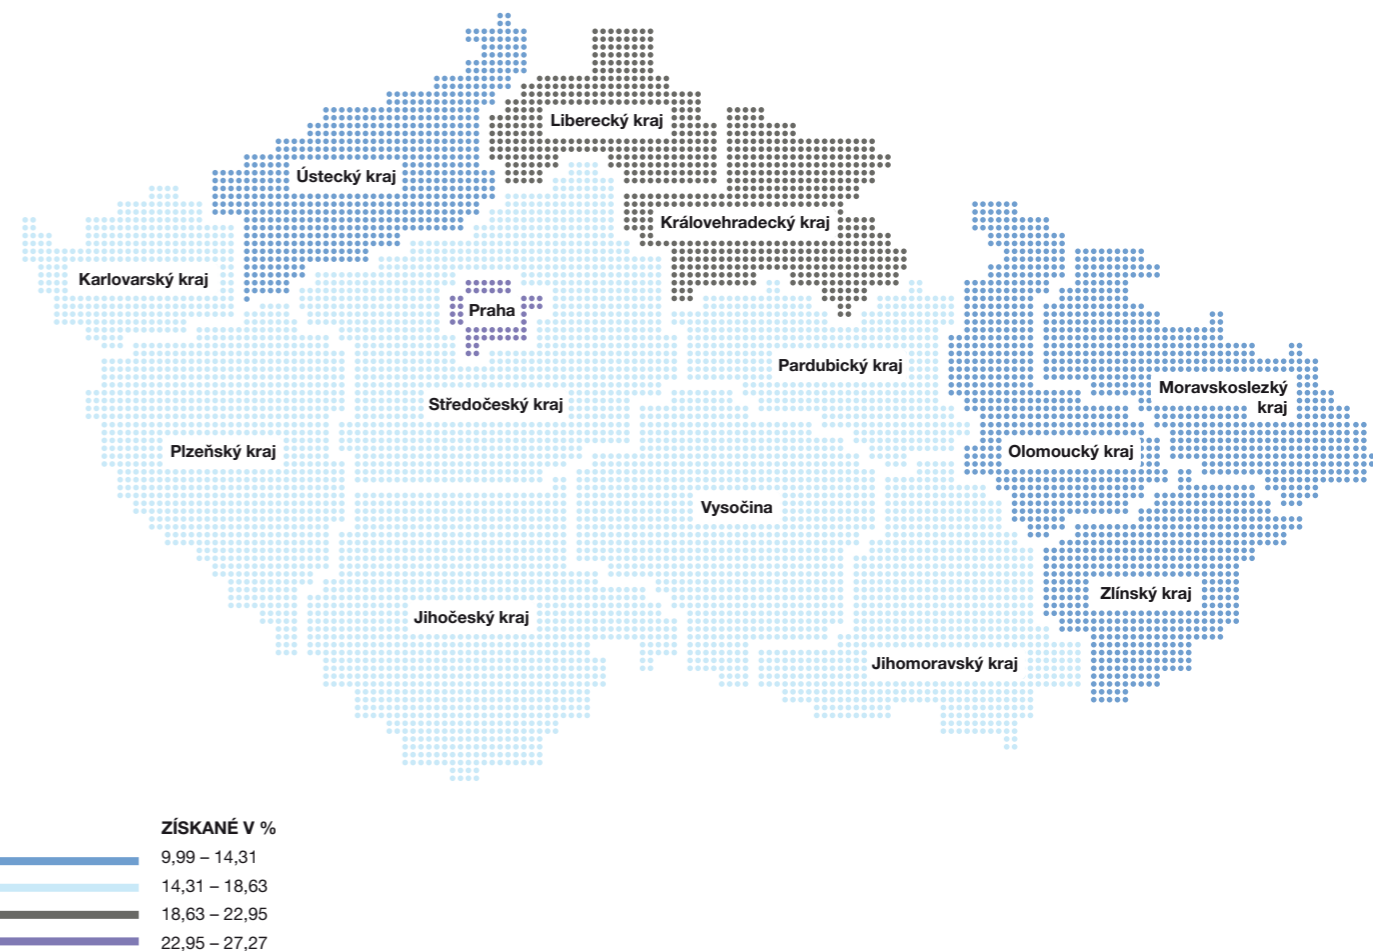 Liberecký kraj
Ústecký kraj
Královehradecký kraj
Karlovarský kraj
Praha
Pardubický kraj
Moravskoslezký
kraj
Středočeský kraj
Plzeňský kraj
Olomoucký kraj
Vysočina
Zlínský kraj
Jihočeský kraj
Jihomoravský kraj
ZÍSKANÉ V %
9,99 – 14,31
14,31 – 18,63
18,63 – 22,95
22,95 – 27,27